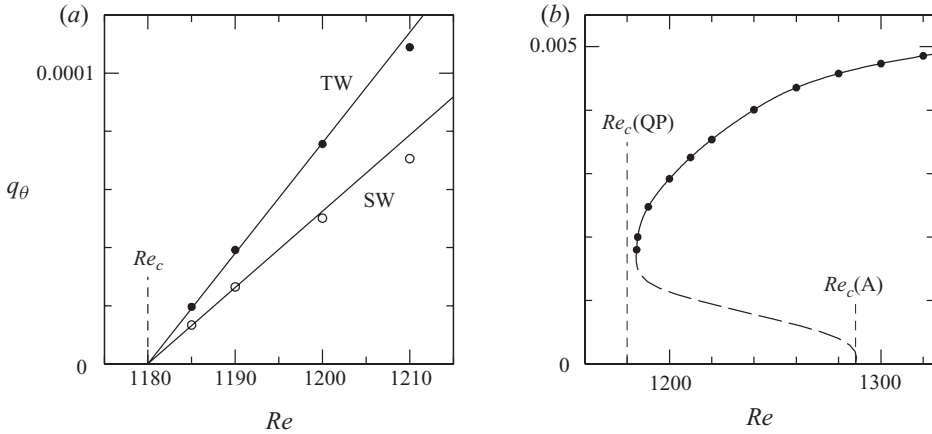 (a)
0.0001
TW
SW
q_θ
Re_c
0
1180
1190
1200
1210
Re
(b)
0.005
Re_c(QP)
Re_c(A)
0
1200
1300
Re